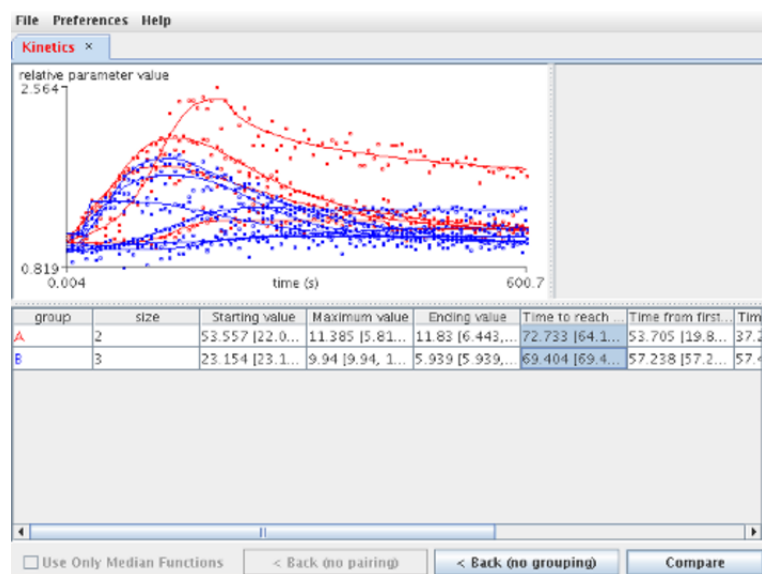 File Preferences Help
Kinetics ×
relative parameter value
2.564
0.819
0.004 time (s) 600.7
group size Starting value Maximum value Ending value Time to reach ... Time from first... Tim
A 2 53.557 [22.0... 11.385 [5.81... 11.83 [6.443,... 72.733 [64.1... 53.705 [19.8... 37.2
B 3 23.154 [23.1... 9.94 [9.94, 1... 5.939 [5.939,... 69.404 [69.4... 57.238 [57.2... 57.4
Use Only Median Functions < Back (no pairing) < Back (no grouping) Compare